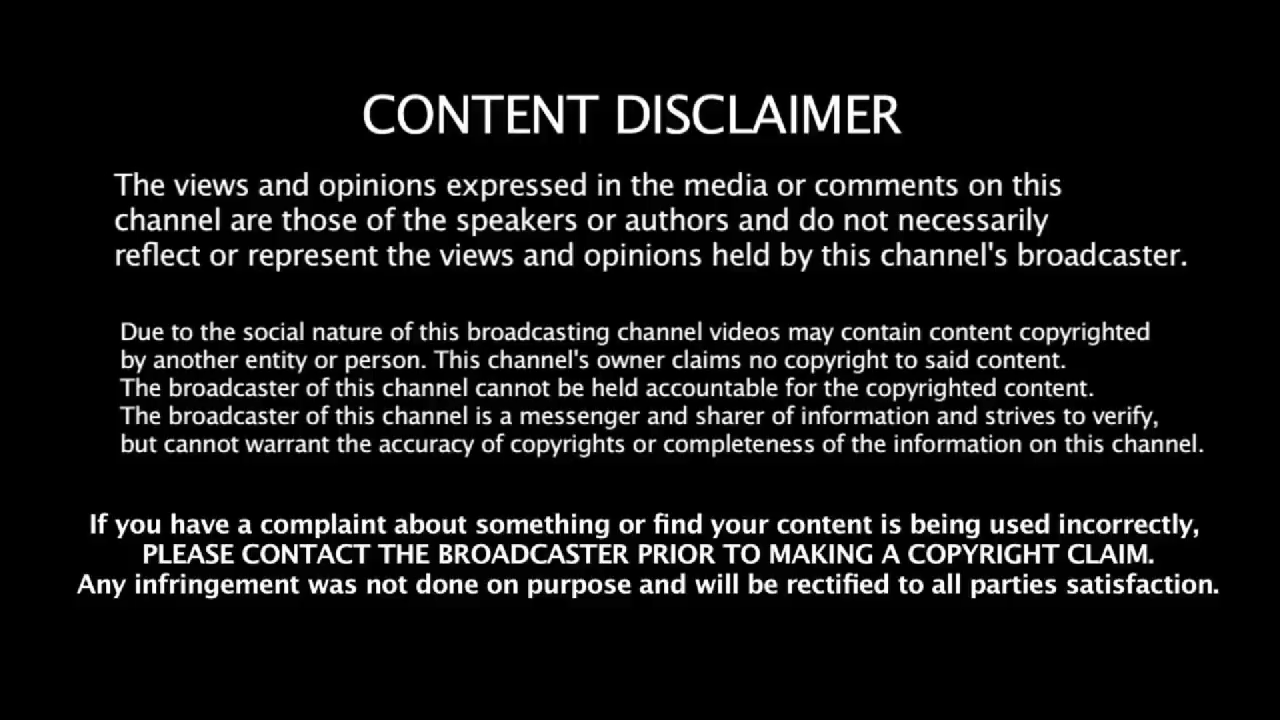 CONTENT DISCLAIMER
The views and opinions expressed in the media or comments on this
channel are those of the speakers or authors and do not necessarily
reflect or represent the views and opinions held by this channel's broadcaster.
Due to the social nature of this broadcasting channel videos may contain content copyrighted
by another entity or person. This channel's owner claims no copyright to said content.
The broadcaster of this channel cannot be held accountable for the copyrighted content.
The broadcaster of this channel is a messenger and sharer of information and strives to verify,
but cannot warrant the accuracy of copyrights or completeness of the information on this channel.
If you have a complaint about something or find your content is being used incorrectly,
PLEASE CONTACT THE BROADCASTER PRIOR TO MAKING A COPYRIGHT CLAIM.
Any infringement was not done on purpose and will be rectified to all parties satisfaction.